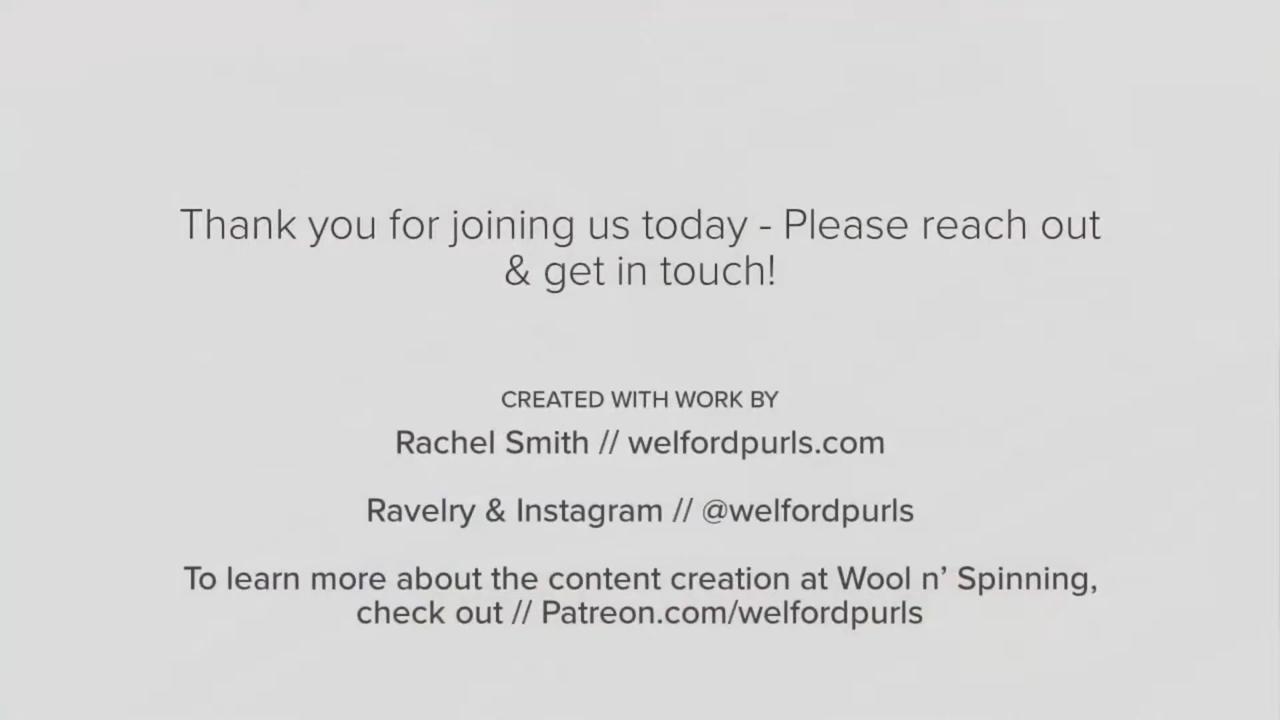 Thank you for joining us today - Please reach out
& get in touch!
CREATED WITH WORK BY
Rachel Smith // welfordpurls.com
Ravelry & Instagram // @welfordpurls
To learn more about the content creation at Wool n’ Spinning,
check out // Patreon.com/welfordpurls